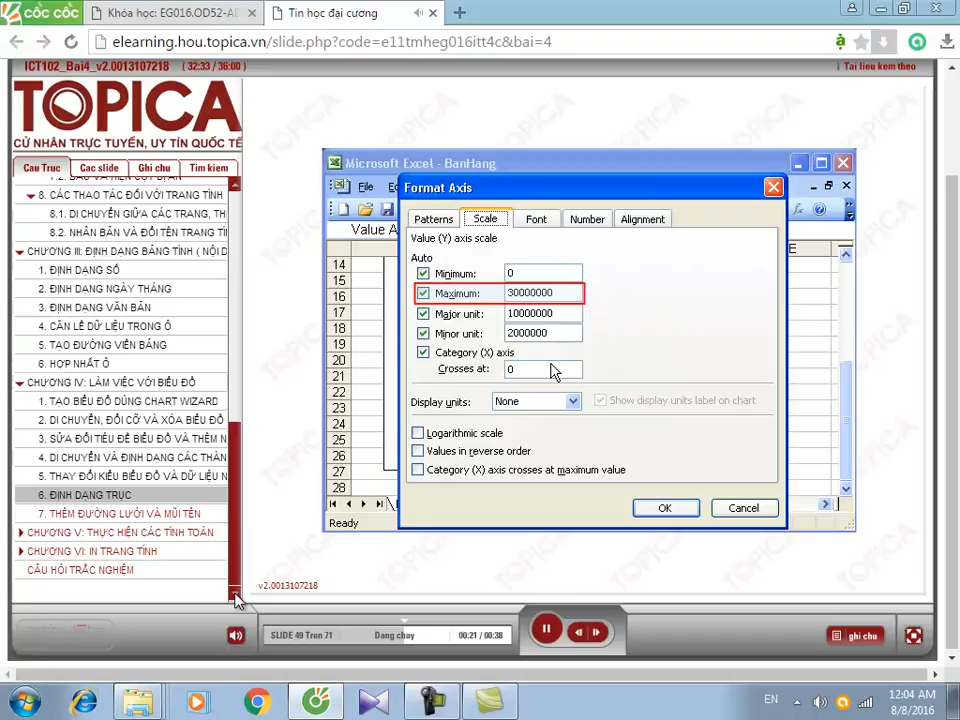 CỐC CỐC
Khóa học: EG016.OD52-AD
Tin học đại cương
elearning.hou.topica.vn/slide.php?code=e11tmheg016itt4c&bai=4
ICT102_Bai4_v2.0013107218 ( 32:33 / 36:00 )
Tai lieu kem theo
TOPICA
CỬ NHÂN TRỰC TUYẾN, UY TÍN QUỐC TẾ
Cau Truc
Cac slide
Ghi chu
Tim kiem
8. CÁC THAO TÁC ĐỐI VỚI TRANG TÍNH
8.1. DI CHUYỂN GIỮA CÁC TRANG, TH
8.2. NHÂN BẢN VÀ ĐỔI TÊN TRANG TÍ
CHƯƠNG III: ĐỊNH DẠNG BẢNG TÍNH ( NỘI D
1. ĐỊNH DẠNG SỐ
2. ĐỊNH DẠNG NGÀY THÁNG
3. ĐỊNH DẠNG VĂN BẢN
4. CĂN LỀ DỮ LIỆU TRONG Ô
5. TẠO ĐƯỜNG VIỀN BẢNG
6. HỢP NHẤT Ô
CHƯƠNG IV: LÀM VIỆC VỚI BIỂU ĐỒ
1. TẠO BIỂU ĐỒ DÙNG CHART WIZARD
2. DI CHUYỂN, ĐỔI CỠ VÀ XÓA BIỂU ĐỒ
3. SỬA ĐỔI TIÊU ĐỀ BIỂU ĐỒ VÀ THÊM N
4. DI CHUYỂN VÀ ĐỊNH DẠNG CÁC THÀN
5. THAY ĐỔI KIỂU BIỂU ĐỒ VÀ DỮ LIỆU N
6. ĐỊNH DẠNG TRỤC
7. THÊM ĐƯỜNG LƯỚI VÀ MŨI TÊN
CHƯƠNG V: THỰC HIỆN CÁC TÍNH TOÁN
CHƯƠNG VI: IN TRANG TÍNH
CÂU HỎI TRẮC NGHIỆM
Microsoft Excel - BanHang
File
Value A
14
15
16
17
18
19
20
21
22
23
24
25
26
27
28
E
Ready
Format Axis
Patterns
Scale
Font
Number
Alignment
Value (Y) axis scale
Auto
Minimum: 0
Maximum: 30000000
Major unit: 10000000
Minor unit: 2000000
Category (X) axis
Crosses at: 0
Display units: None
Show display units label on chart
Logarithmic scale
Values in reverse order
Category (X) axis crosses at maximum value
OK
Cancel
v2.0013107218
SLIDE 49 Tren 71
Dang chay
00:21 / 00:38
ghi chu
EN
12:04 AM
8/8/2016